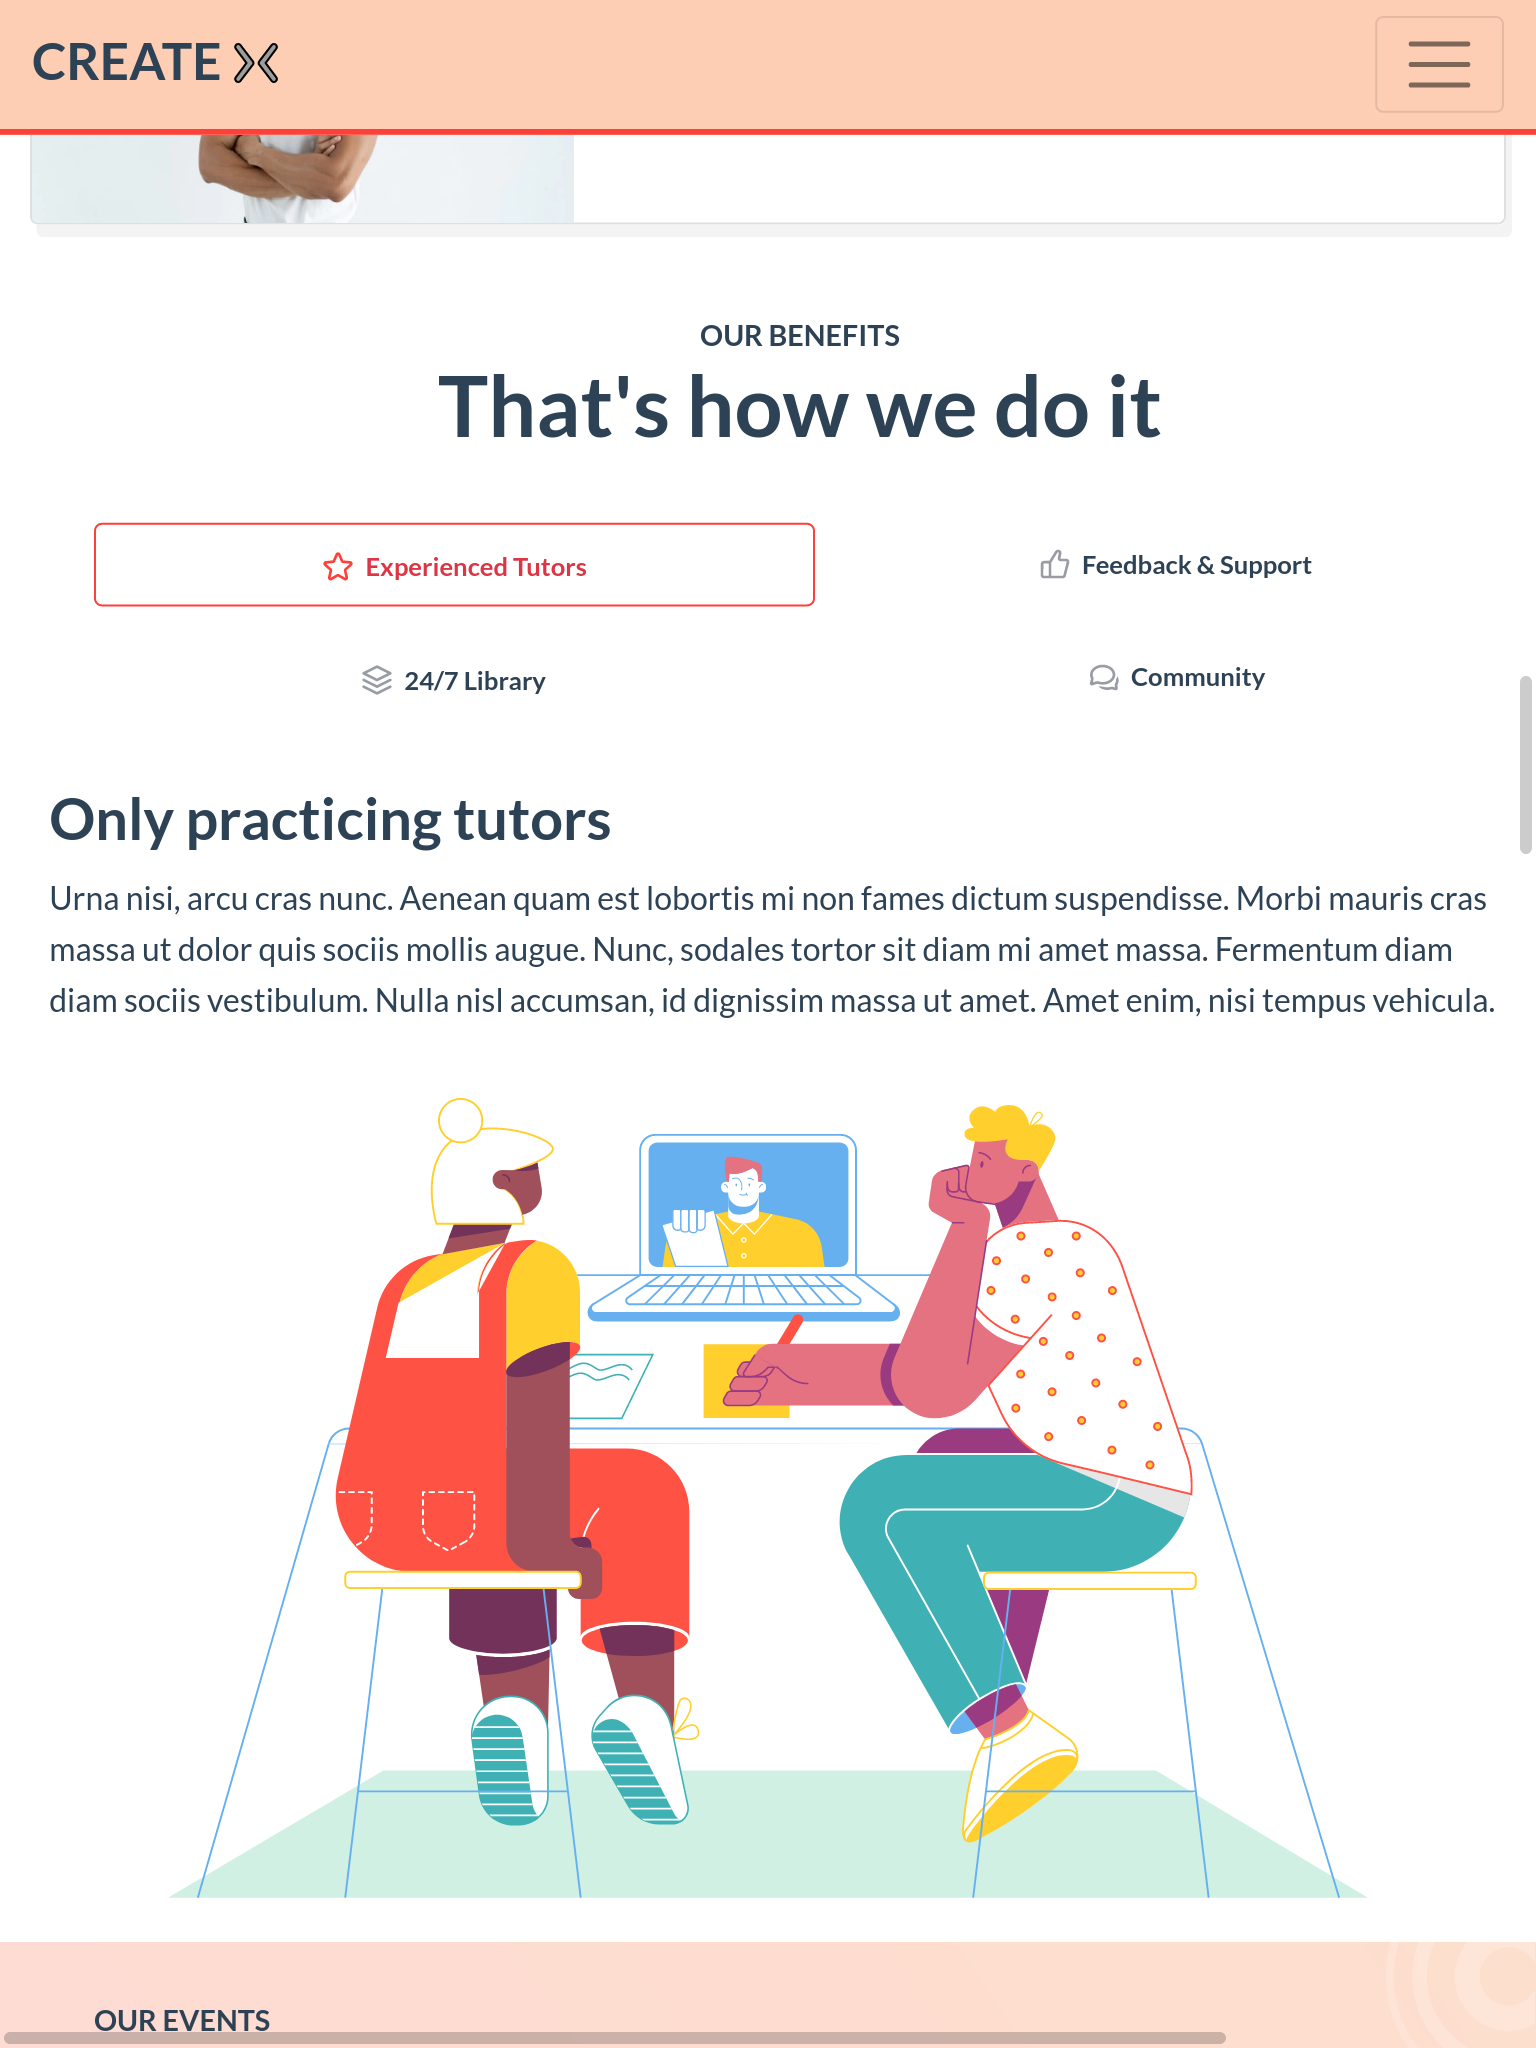 CREATE
OUR BENEFITS
That's how we do it
Experienced Tutors
Feedback & Support
24/7 Library
Community
Only practicing tutors
Urna nisi, arcu cras nunc. Aenean quam est lobortis mi non fames dictum suspendisse. Morbi mauris cras
massa ut dolor quis sociis mollis augue. Nunc, sodales tortor sit diam mi amet massa. Fermentum diam
diam sociis vestibulum. Nulla nisl accumsan, id dignissim massa ut amet. Amet enim, nisi tempus vehicula.
OUR EVENTS